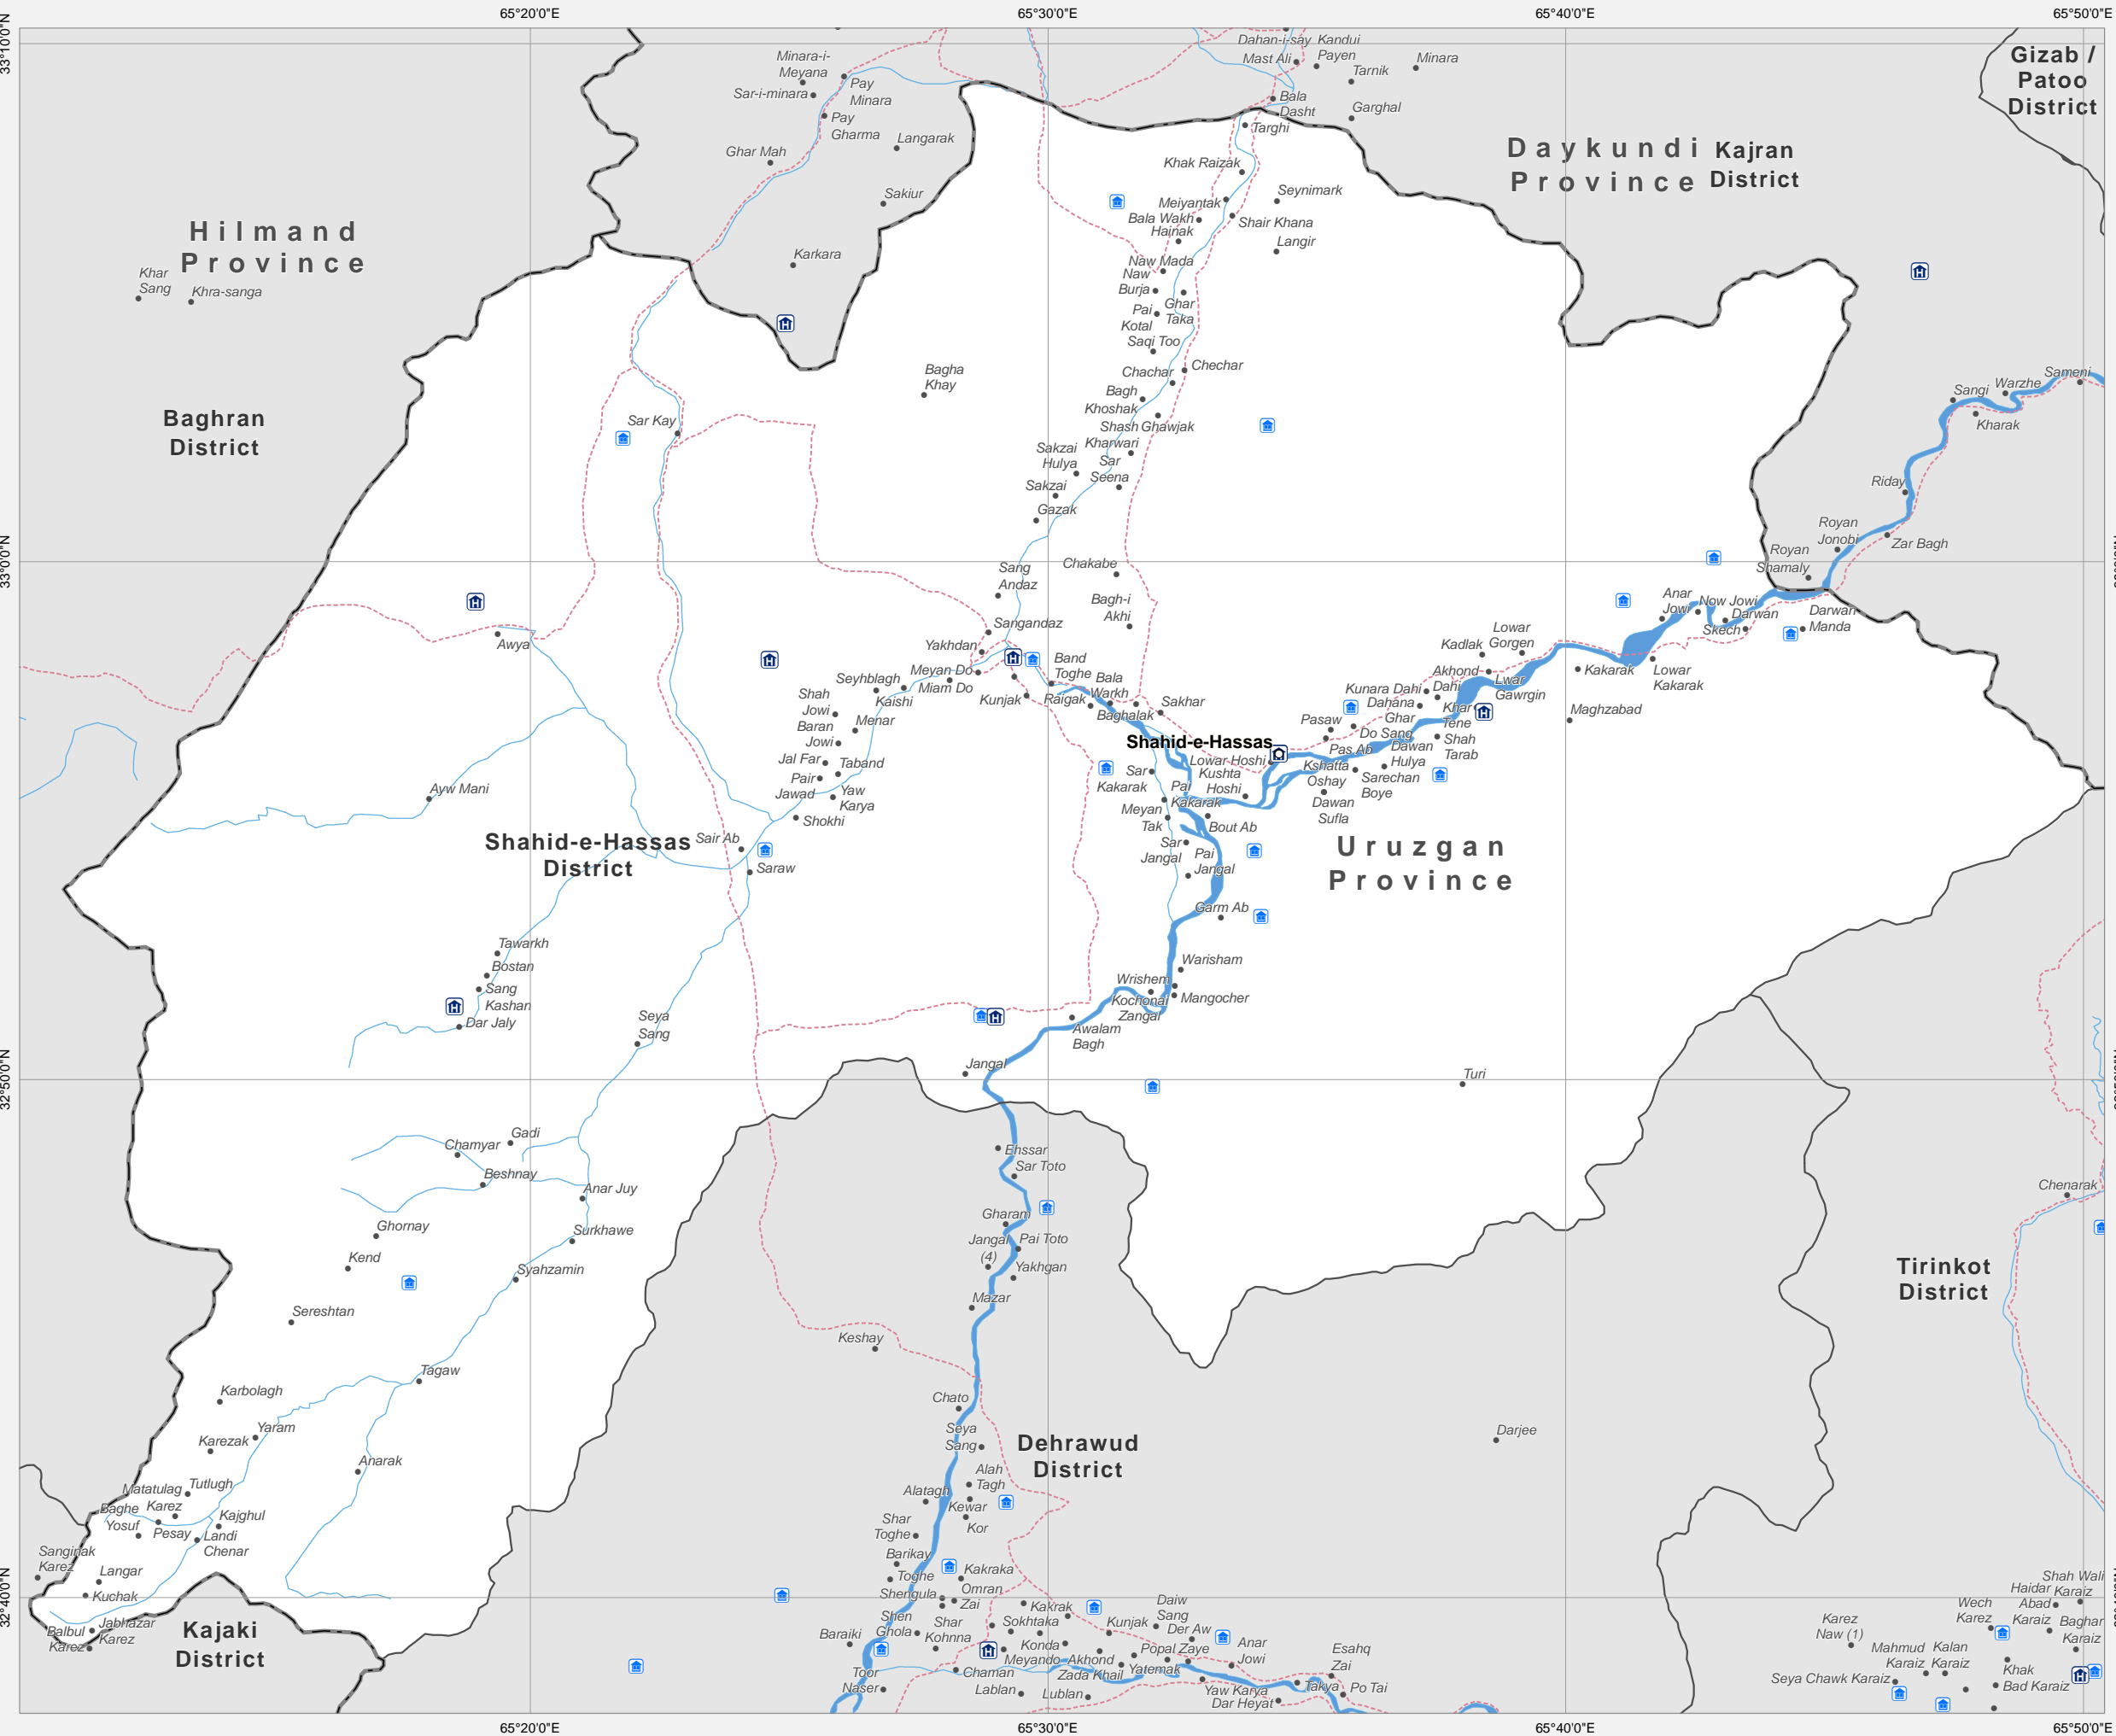 65°20'0"E
65°30'0"E
65°40'0"E
65°50'0"E
33°10'0"N
33°0'0"N
32°50'0"N
32°40'0"N
Dahan-i-say
Kandui
Payen
Mast Ali
Tarnik
Minara
Gizab /
Patoo
District
Minara-i-
Meyana
Sar-i-minara
Pay
Minara
Pay
Gharma
Langarak
Ghar Mah
Bala
Dasht
Garghal
Targhi
Daykundi
Province
Kajran
District
Khak Raizak
Sakiur
Seynimark
Meiyantak
Bala Wakh
Shair Khana
Hainak
Langir
Hilmand
Province
Karkara
Khar
Sang
Khra-sanga
Naw Mada
Naw
Burja
Ghar
Taka
Pai
Kotal
Saqi Too
Bagha
Khay
Chechar
Chachar
Bagh
Khoshak
Shash Ghawjak
Sameni
Warzhe
Sangi
Kharak
Baghran
District
Sar Kay
Kharwari
Sakzai
Hulya
Sar
Seena
Sakzai
Gazak
Riday
Royan
Jonobi
Zar Bagh
Royan
Shamaly
Chakabe
Sang
Andaz
Bagh-i
Akhi
Anar
Jowi
Now Jowi
Darwan
Skech
Darwan
Manda
Awya
Sangandaz
Yakhdan
Kadlak
Lowar
Gorgen
Meyan Do
Miam Do
Band
Toghe
Bala
Warkh
Akhond
Lwar
Gawrgin
Kakarak
Lowar
Kakarak
Seyhblagh
Kaishi
Kunjak
Raigak
Baghalak
Sakhar
Kunara Dahi
Dahi
Dahana
Khar
Tene
Maghzabad
Shah
Jowi
Menar
Baran
Jowi
Pasaw
Ghar
Do Sang
Shah
Tarab
Shahid-e-Hassas
Jal Far
Taband
Lowar Hoshi
Pas Ab
Dawan
Hulya
Pair
Jawad
Yaw
Karya
Sar
Kakarak
Kushta
Hoshi
Kshatta
Oshay
Sarechan
Boye
Ayw Mani
Pai
Kakarak
Dawan
Sufla
Shokhi
Meyan
Tak
Bout Ab
Shahid-e-Hassas
District
Sair Ab
Saraw
Sar
Jangal
Pai
Jangal
Uruzgan
Province
Garm Ab
Tawarkh
Bostan
Sang
Kashan
Dar Jaly
Warisham
Wrishem
Kochonai
Zangal
Mangocher
Seya
Sang
Awalam
Bagh
Jangal
Turi
Gadi
Chamyar
Beshnay
Anar Juy
Ehssar
Sar Toto
Chenarak
Ghornay
Surkhawe
Kend
Syahzamin
Gharam
Jangal
(4)
Pai Toto
Yakhgan
Mazar
Tirinkot
District
Sereshtan
Keshay
Tagaw
Karbolagh
Chato
Yaram
Karezak
Seya
Sang
Dehrawud
District
Darjee
Anarak
Alah
Tagh
Matatulag
Tutlugh
Alatagh
Kewar
Kor
Baghe
Yosuf
Karez
Pesay
Kajghul
Landi
Chenar
Shar
Toghe
Sanginak
Karez
Langar
Kuchak
Barikay
Toghe
Kakraka
Omran
Zai
Shengula
Jabhazar
Karez
Balbul
Karez
Kajaki
District
Baraiki
Shen
Ghola
Shar
Kohnna
Kakrak
Sokhtaka
Konda
Kunjak
Daiw
Sang
Der Aw
Meyando
Akhond
Zada Khail
Popal Zaye
Yatemak
Anar
Jowi
Esahq
Zai
Toor
Naser
Chaman
Lablan
Lublan
Yaw Karya
Dar Heyat
Takya
Po Tai
Shah Wali
Karaiz
Haidar
Abad
Karaiz
Wech
Karez
Karez
Naw (1)
Baghar
Karaiz
Mahmud
Karaiz
Kalan
Karaiz
Seya Chawk Karaiz
Khak
Bad Karaiz
65°20'0"E
65°30'0"E
65°40'0"E
65°50'0"E